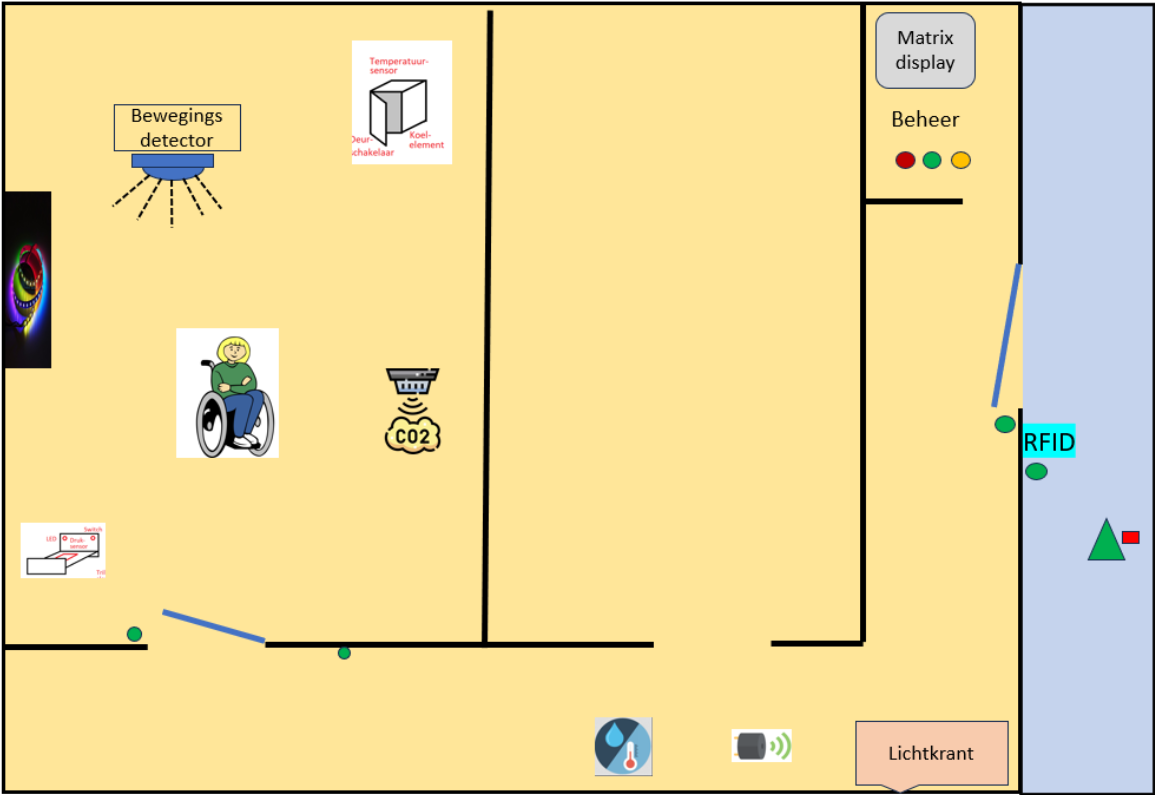 Matrix
display
Temperatuur-
sensor
Bewegings
detector
Beheer
Deur-
schakelaar
Koel-
element
CO2
RFID
Switch
LED
Druk-
sensor
Lichtkrant